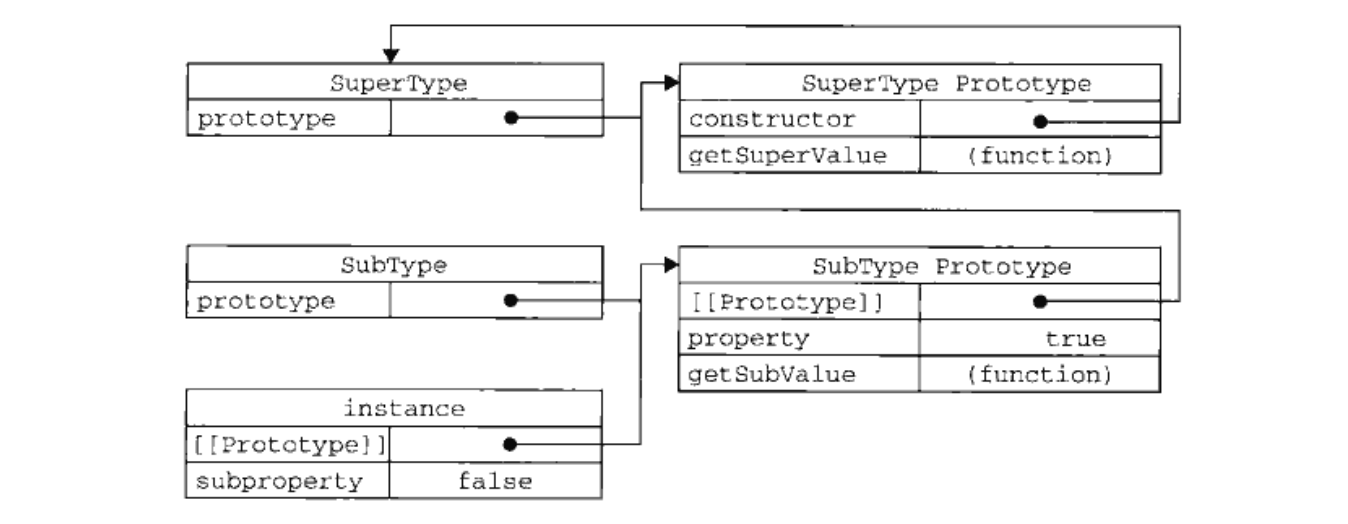 SuperType
prototype
SuperType Prototype
constructor
getSuperValue (function)
SubType
prototype
SubType Prototype
[[Prototype]]
property true
getSubValue (function)
instance
[[Prototype]]
subproperty false